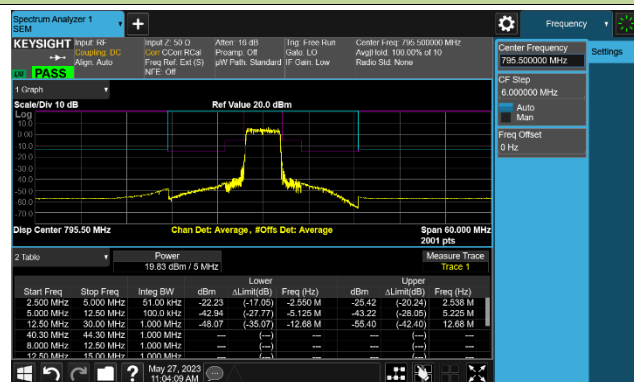 Spectrum Analyzer 1
SEM
+
Frequency
KEYSIGHT
Input: RF
Coupling: DC
Align: Auto
Input Z: 50 Ω
Corr CCorr RCal
Freq Ref: Ext (S)
NFE: Off
Atten: 16 dB
Preamp: Off
µW Path: Standard
Trig: Free Run
Gate: LO
IF Gain: Low
Center Freq: 795.500000 MHz
Avg|Hold: 100.00% of 10
Radio Std: None
PASS
Center Frequency
795.500000 MHz
Settings
CF Step
6.000000 MHz
Auto
Man
Freq Offset
0 Hz
1 Graph
Scale/Div 10 dB
Ref Value 20.0 dBm
Log
10.0
0.00
-10.0
-20.0
-30.0
-40.0
-50.0
-60.0
-70.0
Disp Center 795.50 MHz
Chan Det: Average, #Offs Det: Average
Span 60.000 MHz
2001 pts
2 Table
Power
19.83 dBm / 5 MHz
Measure Trace
Trace 1
Lower Upper
Start Freq Stop Freq Integ BW dBm ΔLimit(dB) Freq (Hz) dBm ΔLimit(dB) Freq (Hz)
2.500 MHz 5.000 MHz 51.00 kHz -22.23 (-17.05) -2.550 M -25.42 (-20.24) 2.538 M
5.000 MHz 12.50 MHz 100.0 kHz -42.94 (-27.77) -5.125 M -43.22 (-28.05) 5.225 M
12.50 MHz 30.00 MHz 1.000 MHz -48.07 (-35.07) -12.68 M -55.40 (-42.40) 12.68 M
40.30 MHz 44.30 MHz 1.000 MHz --- (---) --- --- (---) ---
8.000 MHz 12.50 MHz 1.000 MHz --- (---) --- --- (---) ---
12.50 MHz 15.00 MHz 1.000 MHz --- (---) --- --- (---) ---
?
May 27, 2023
11:04:09 AM